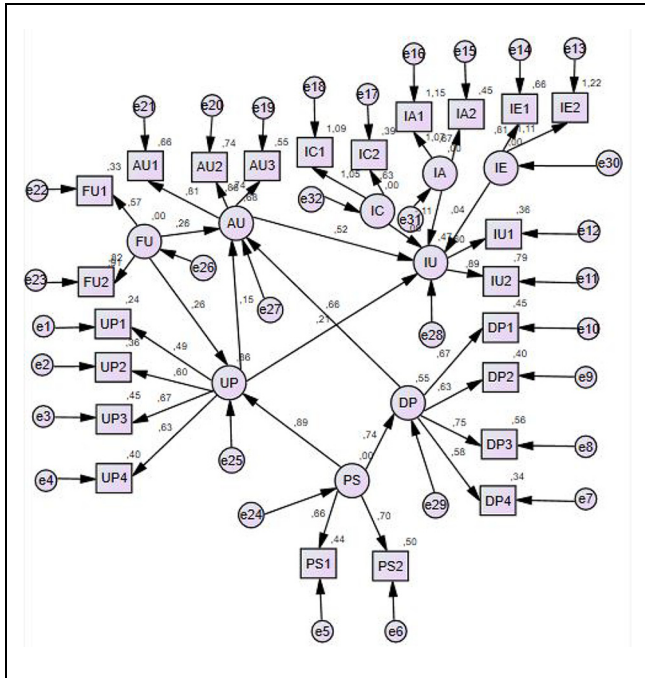 e16
e15
e14
e13
e21
e20
e19
e18
e17
1,15
,45
,66
1,22
IA1
IA2
IE1
IE2
,66
,74
,55
1,09
,39
AU1
AU2
AU3
IC1
IC2
1,07
,67
,00
,81
1,11
,00
,33
e22
FU1
,57
,81
,86
,74
,68
1,05
,63
,00
IA
IE
e30
e32
IC
e31
,11
,04
,36
,00
,26
AU
,52
,47
IU1
e12
FU
IU
,82
e26
,89
,79
e23
FU2
e27
IU2
e11
,24
,26
,15
,66
,21
e28
,45
e1
UP1
DP1
e10
,36
,49
,86
,67
,40
e2
UP2
,60
UP
,55
,63
DP2
e9
,45
,67
DP
e3
UP3
,63
,75
,56
,40
e25
,89
,74
,58
DP3
e8
e4
UP4
,00
,34
PS
e29
DP4
e7
e24
,66
,70
,44
,50
PS1
PS2
e5
e6